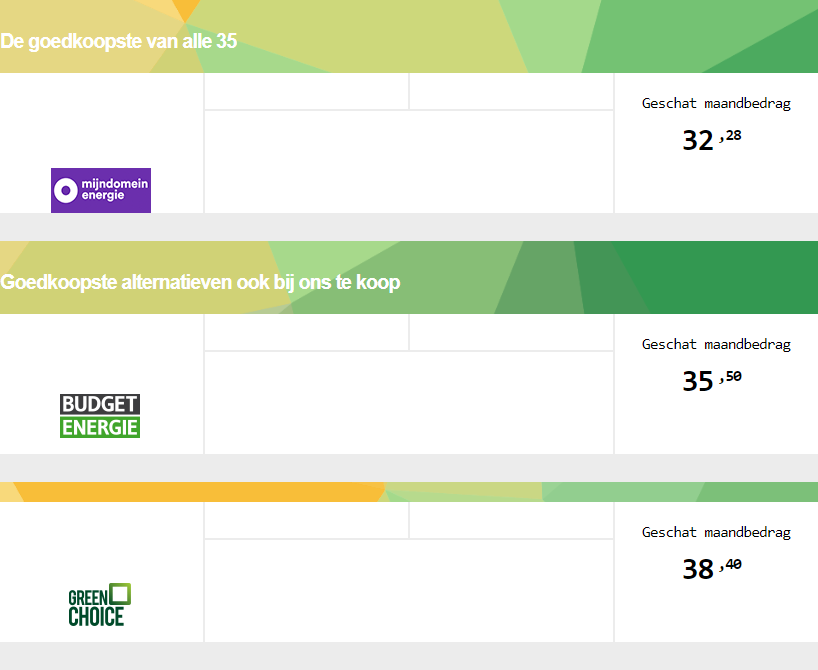 De goedkoopste van alle 35
Geschat maandbedrag
32 ,28
mijndomein
energie
Goedkoopste alternatieven ook bij ons te koop
Geschat maandbedrag
35 ,50
BUDGET
ENERGIE
Geschat maandbedrag
38 ,40
GREEN
CHOICE